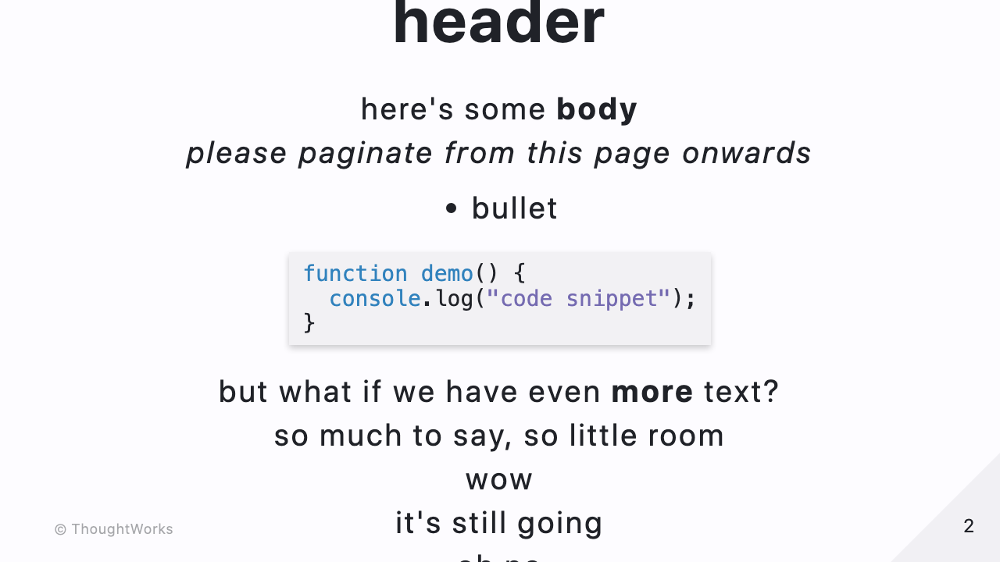 header
here's some body
please paginate from this page onwards
• bullet
function demo() {
  console.log("code snippet");
}
but what if we have even more text?
so much to say, so little room
wow
it's still going
© ThoughtWorks
2